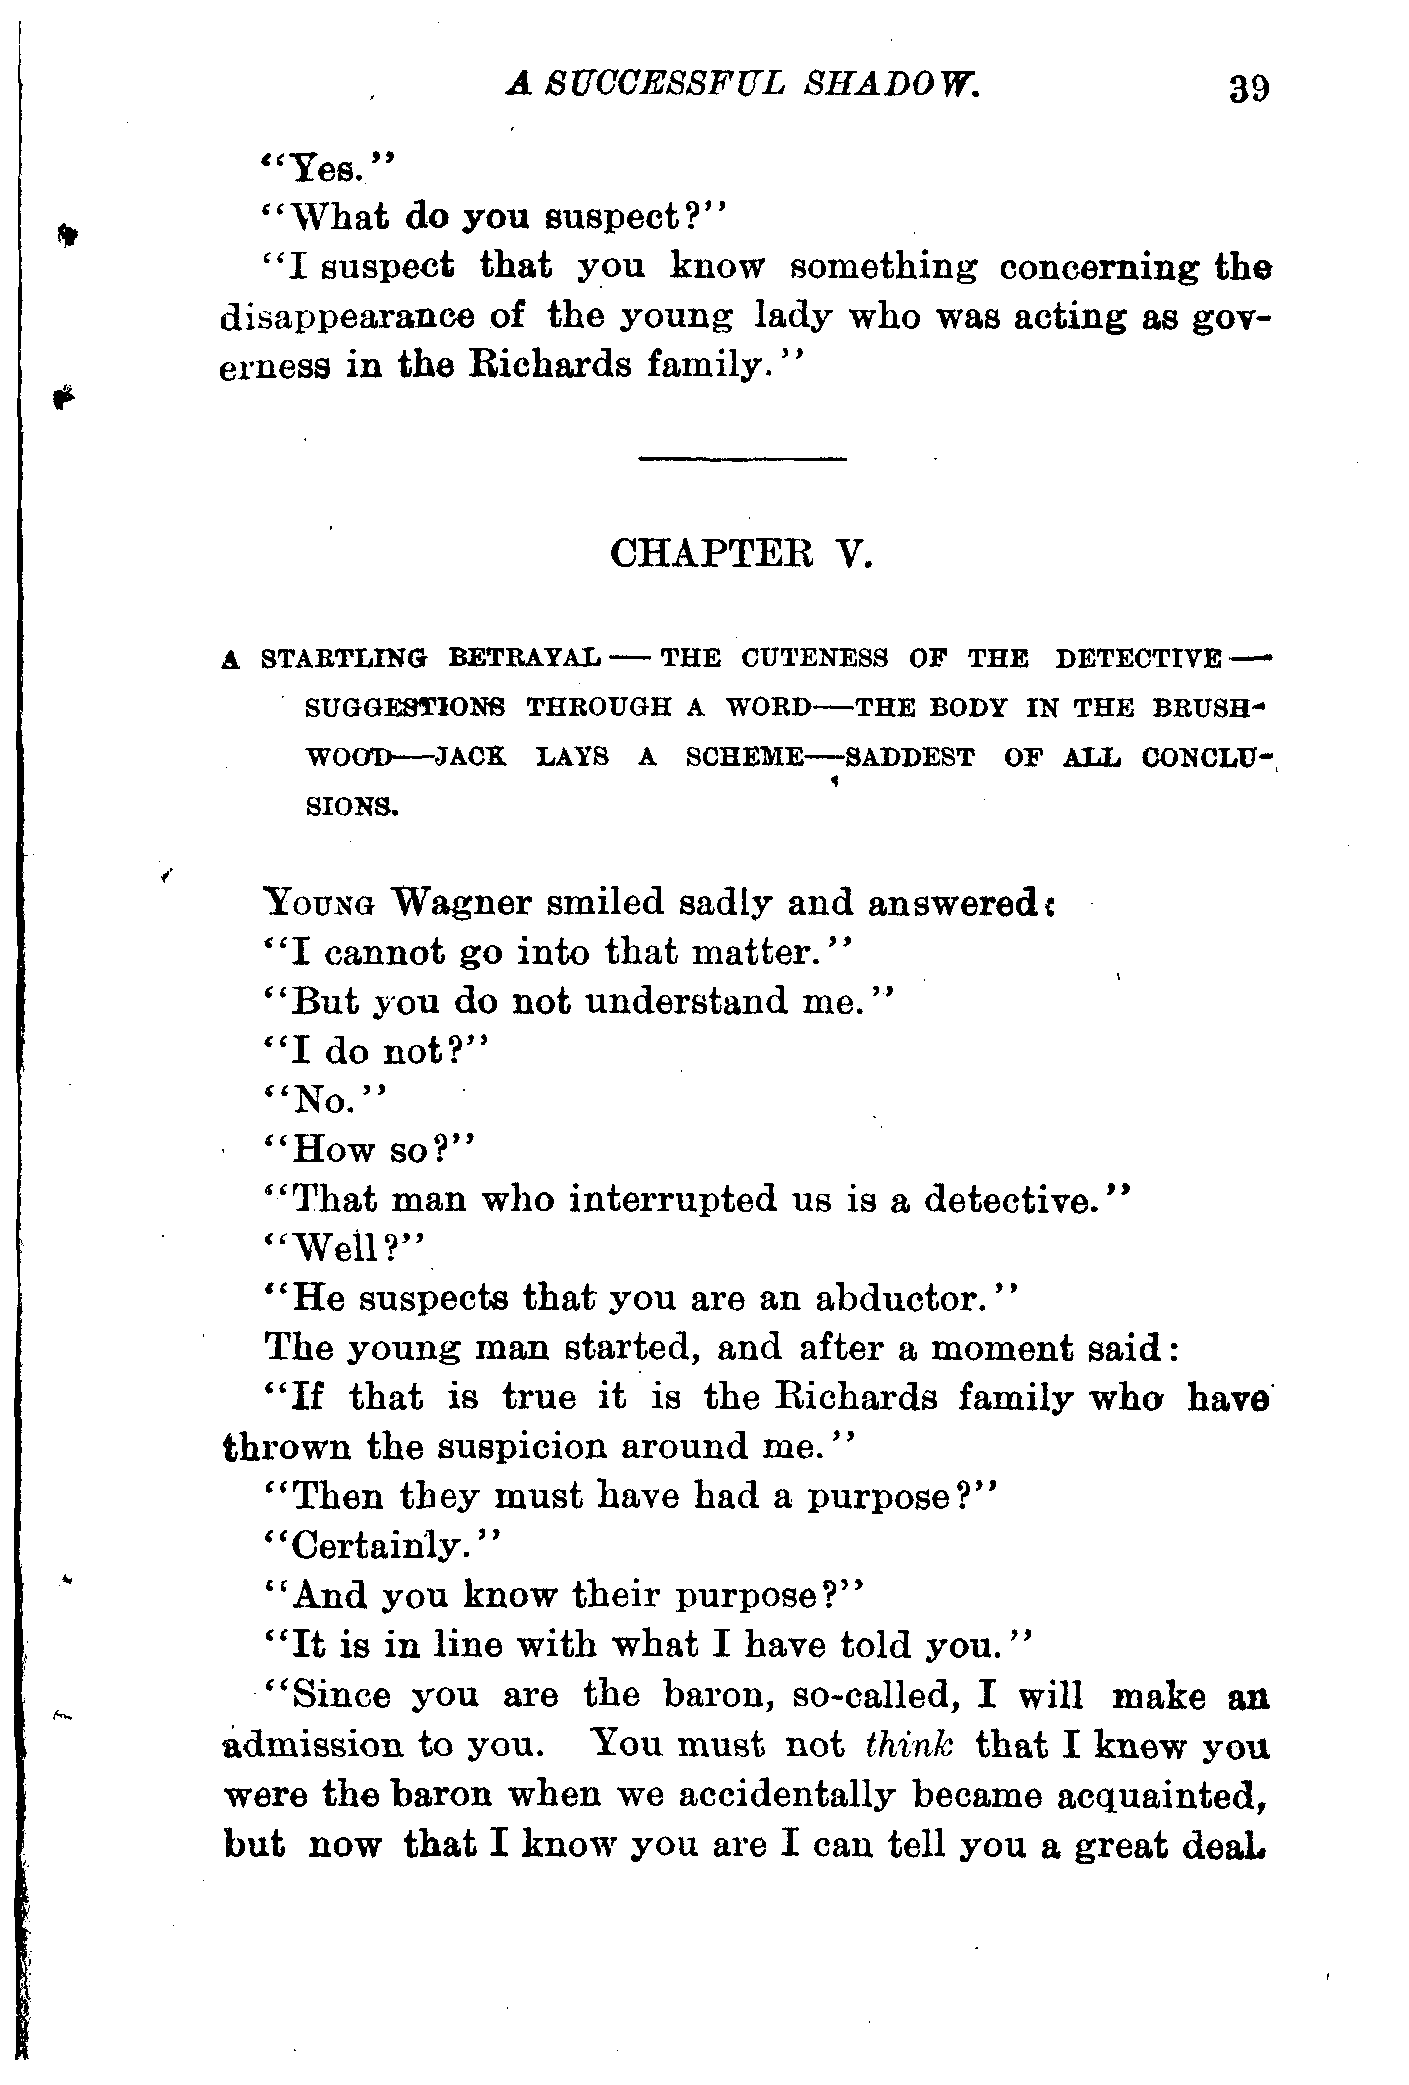 A SUCCESSFUL SHADOW. 39
"Yes."
"What do you suspect?"
"I suspect that you know something concerning the
disappearance of the young lady who was acting as gov-
erness in the Richards family."
CHAPTER V.
A STARTLING BETRAYAL — THE CUTENESS OF THE DETECTIVE —
SUGGESTIONS THROUGH A WORD—THE BODY IN THE BRUSH-
WOOD—JACK LAYS A SCHEME—SADDEST OF ALL CONCLU-
SIONS.
YOUNG Wagner smiled sadly and answered:
"I cannot go into that matter."
"But you do not understand me."
"I do not?"
"No."
"How so?"
"That man who interrupted us is a detective."
"Well?"
"He suspects that you are an abductor."
The young man started, and after a moment said:
"If that is true it is the Richards family who have
thrown the suspicion around me."
"Then they must have had a purpose?"
"Certainly."
"And you know their purpose?"
"It is in line with what I have told you."
"Since you are the baron, so-called, I will make an
admission to you. You must not think that I knew you
were the baron when we accidentally became acquainted,
but now that I know you are I can tell you a great deal.